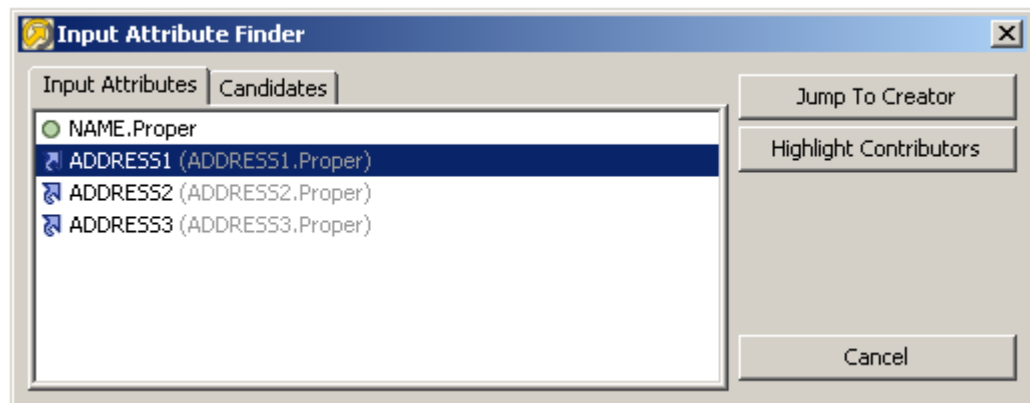 Input Attribute Finder
Input Attributes Candidates
NAME.Proper
ADDRESS1 (ADDRESS1.Proper)
ADDRESS2 (ADDRESS2.Proper)
ADDRESS3 (ADDRESS3.Proper)
Jump To Creator
Highlight Contributors
Cancel